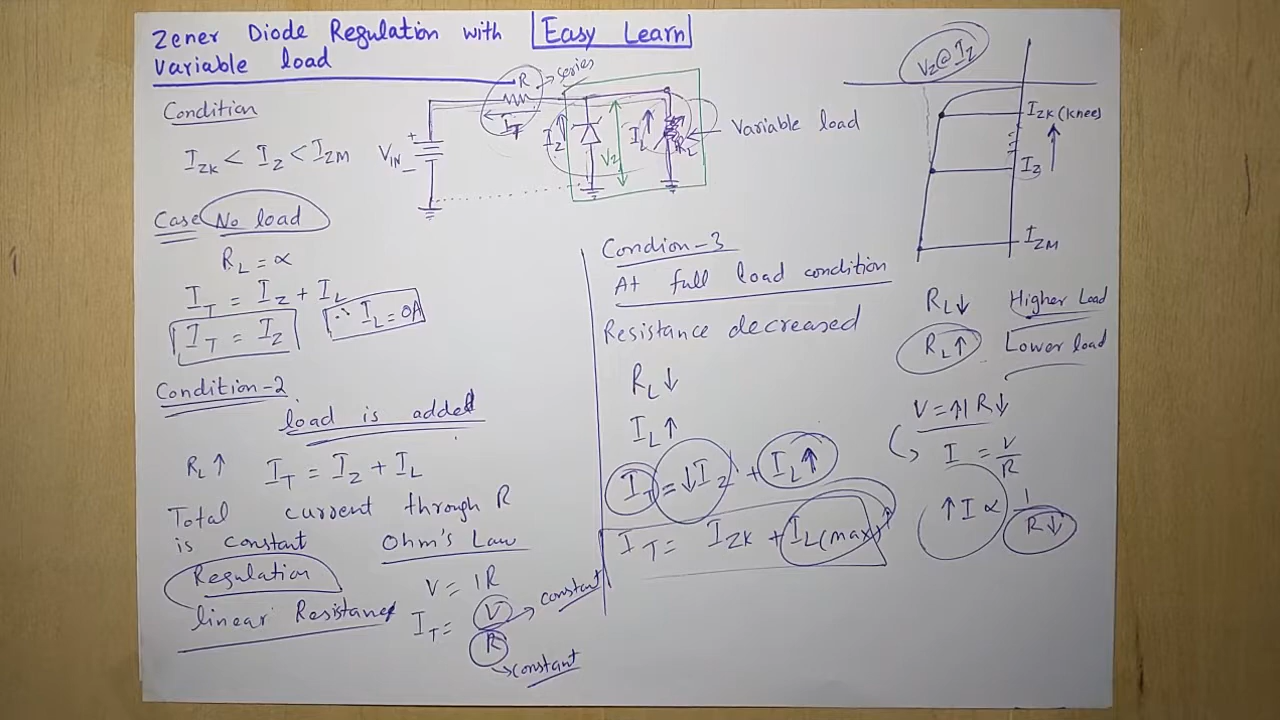 Zener Diode Regulation with Easy Learn
Variable load
Condition
I_ZK < I_Z < I_ZM
R
series
I_T
V_IN
+
-
I_Z
V_Z
I_L
R_L
Variable load
V_Z @ I_Z
I_ZK (knee)
I_Z
I_ZM
Case No load
R_L = ∝
I_T = I_Z + I_L
I_T = I_Z
∴ I_L = 0A
Condition-2
load is added
R_L ↑ I_T = I_Z + I_L
Total current through R
is constant
Ohm's Law
Regulation
linear Resistance
V = IR
I_T = V/R
constant
constant
Condion-3
At full load condition
Resistance decreased
R_L ↓
I_L ↑
I_T = ↓I_Z + I_L ↑
I_T = I_ZK + I_L(max)
R_L ↓ Higher Load
R_L ↑ Lower load
V = ↑I R↓
I = V/R
↑ I ∝ 1/R↓